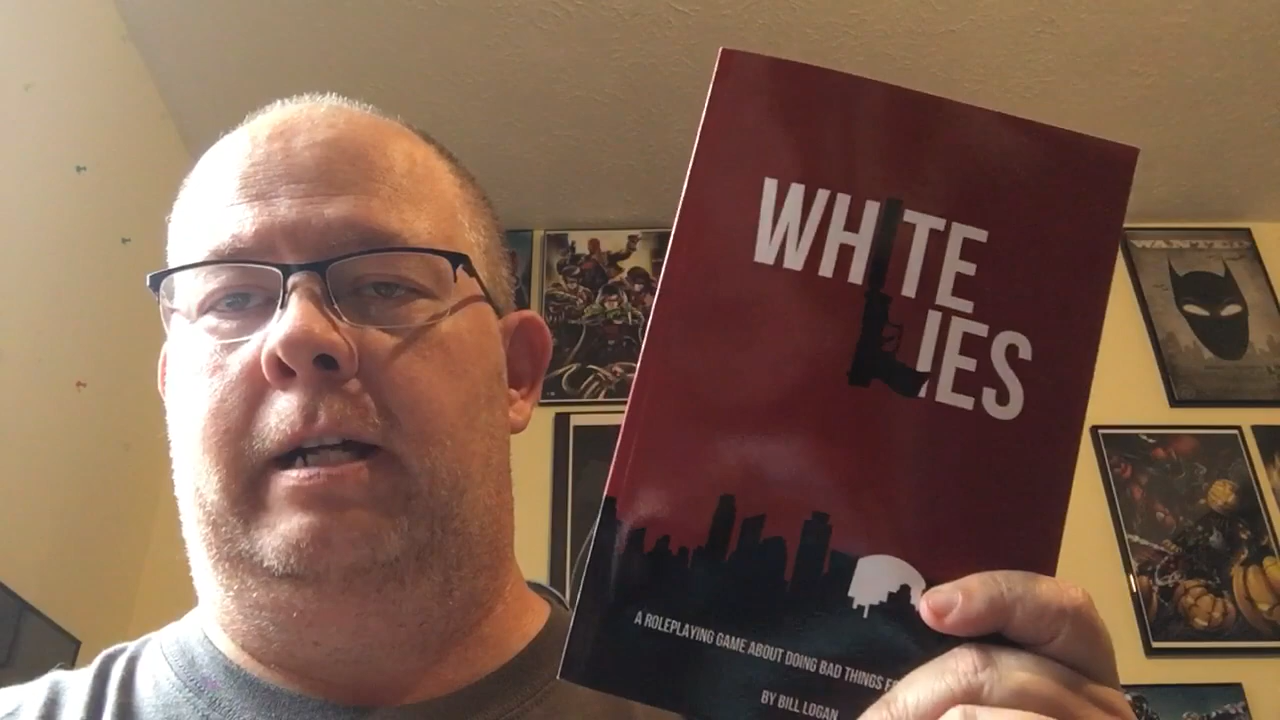 WHITE
LIES
A ROLEPLAYING GAME ABOUT DOING BAD THINGS
BY BILL LOGAN
WANTED